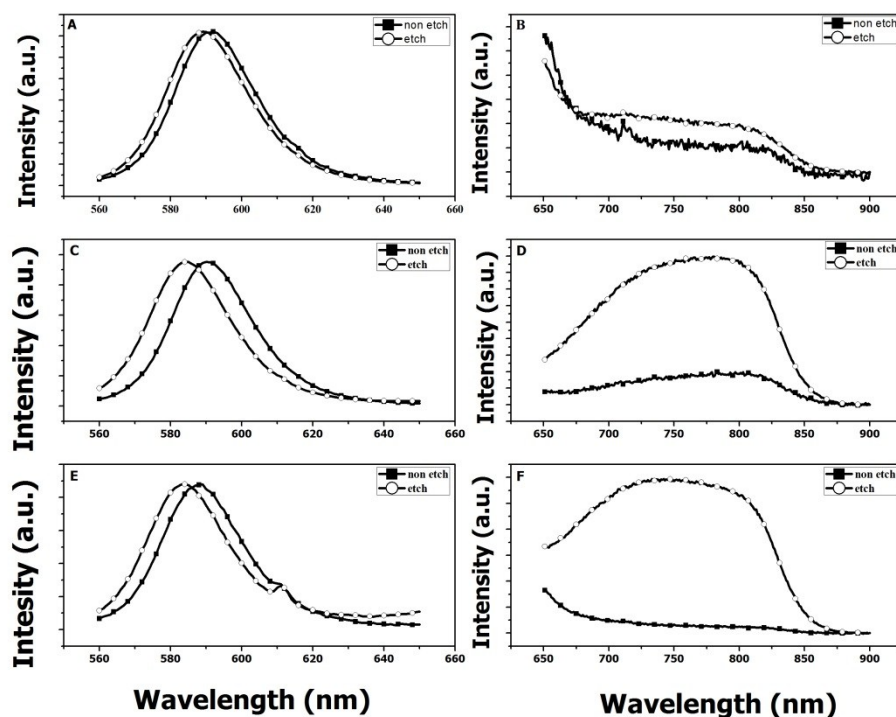 A
non etch
etch
Intensity (a.u.)
560 580 600 620 640 660
B
non etch
etch
Intensity (a.u.)
650 700 750 800 850 900
C
non etch
etch
Intensity (a.u.)
560 580 600 620 640 660
D
non etch
etch
Intensity (a.u.)
650 700 750 800 850 900
E
non etch
etch
Intesity (a.u.)
560 580 600 620 640 660
Wavelength (nm)
F
non etch
etch
Intensity (a.u.)
650 700 750 800 850 900
Wavelength (nm)